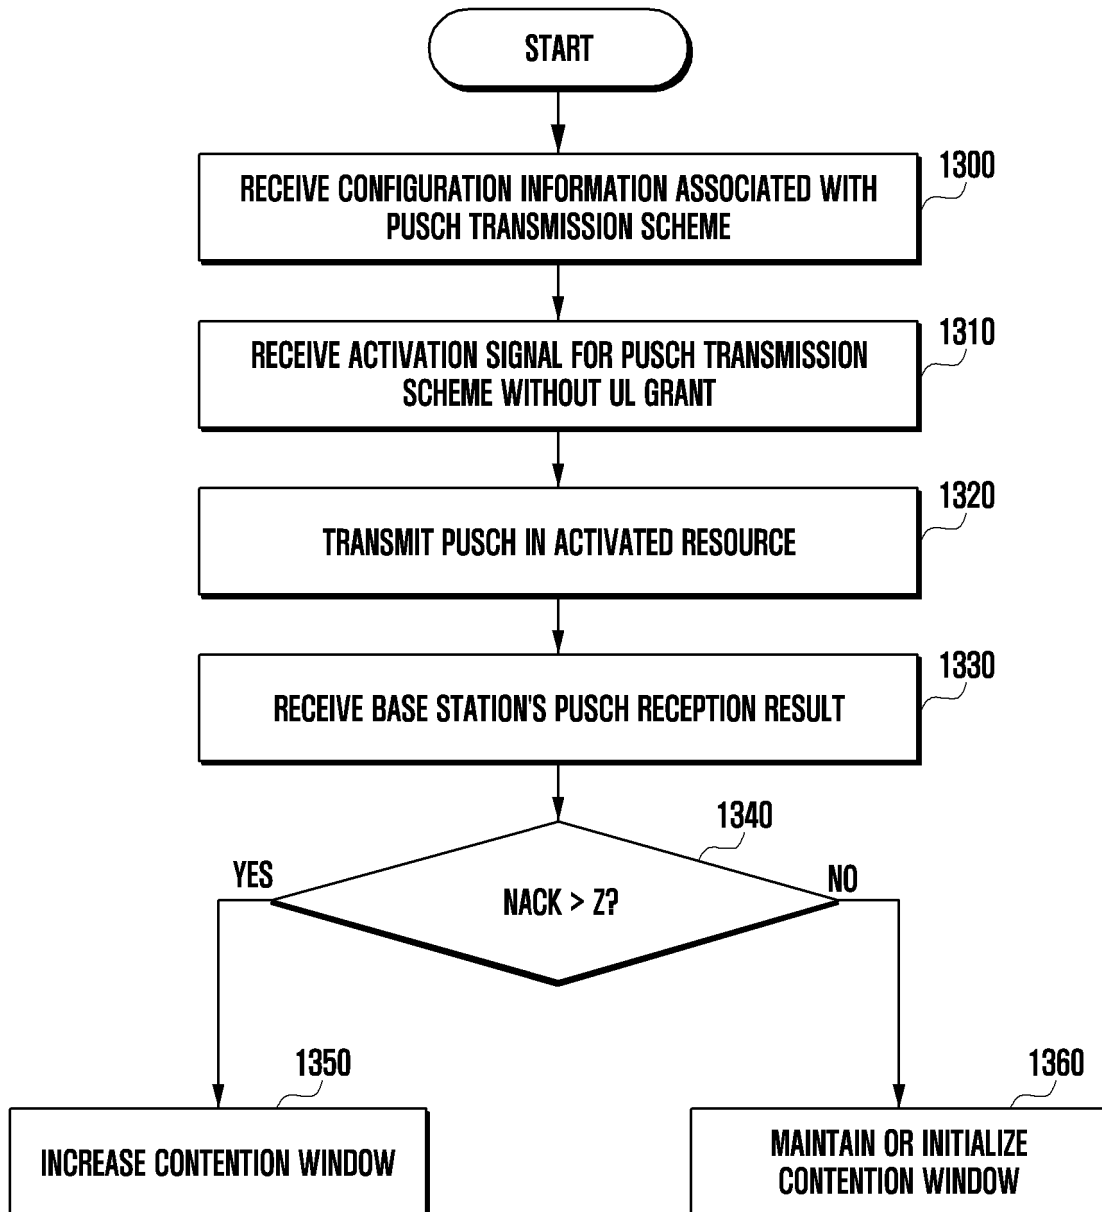 START
1300
RECEIVE CONFIGURATION INFORMATION ASSOCIATED WITH
PUSCH TRANSMISSION SCHEME
1310
RECEIVE ACTIVATION SIGNAL FOR PUSCH TRANSMISSION
SCHEME WITHOUT UL GRANT
1320
TRANSMIT PUSCH IN ACTIVATED RESOURCE
1330
RECEIVE BASE STATION'S PUSCH RECEPTION RESULT
1340
YES
NO
NACK > Z?
1350
INCREASE CONTENTION WINDOW
1360
MAINTAIN OR INITIALIZE
CONTENTION WINDOW